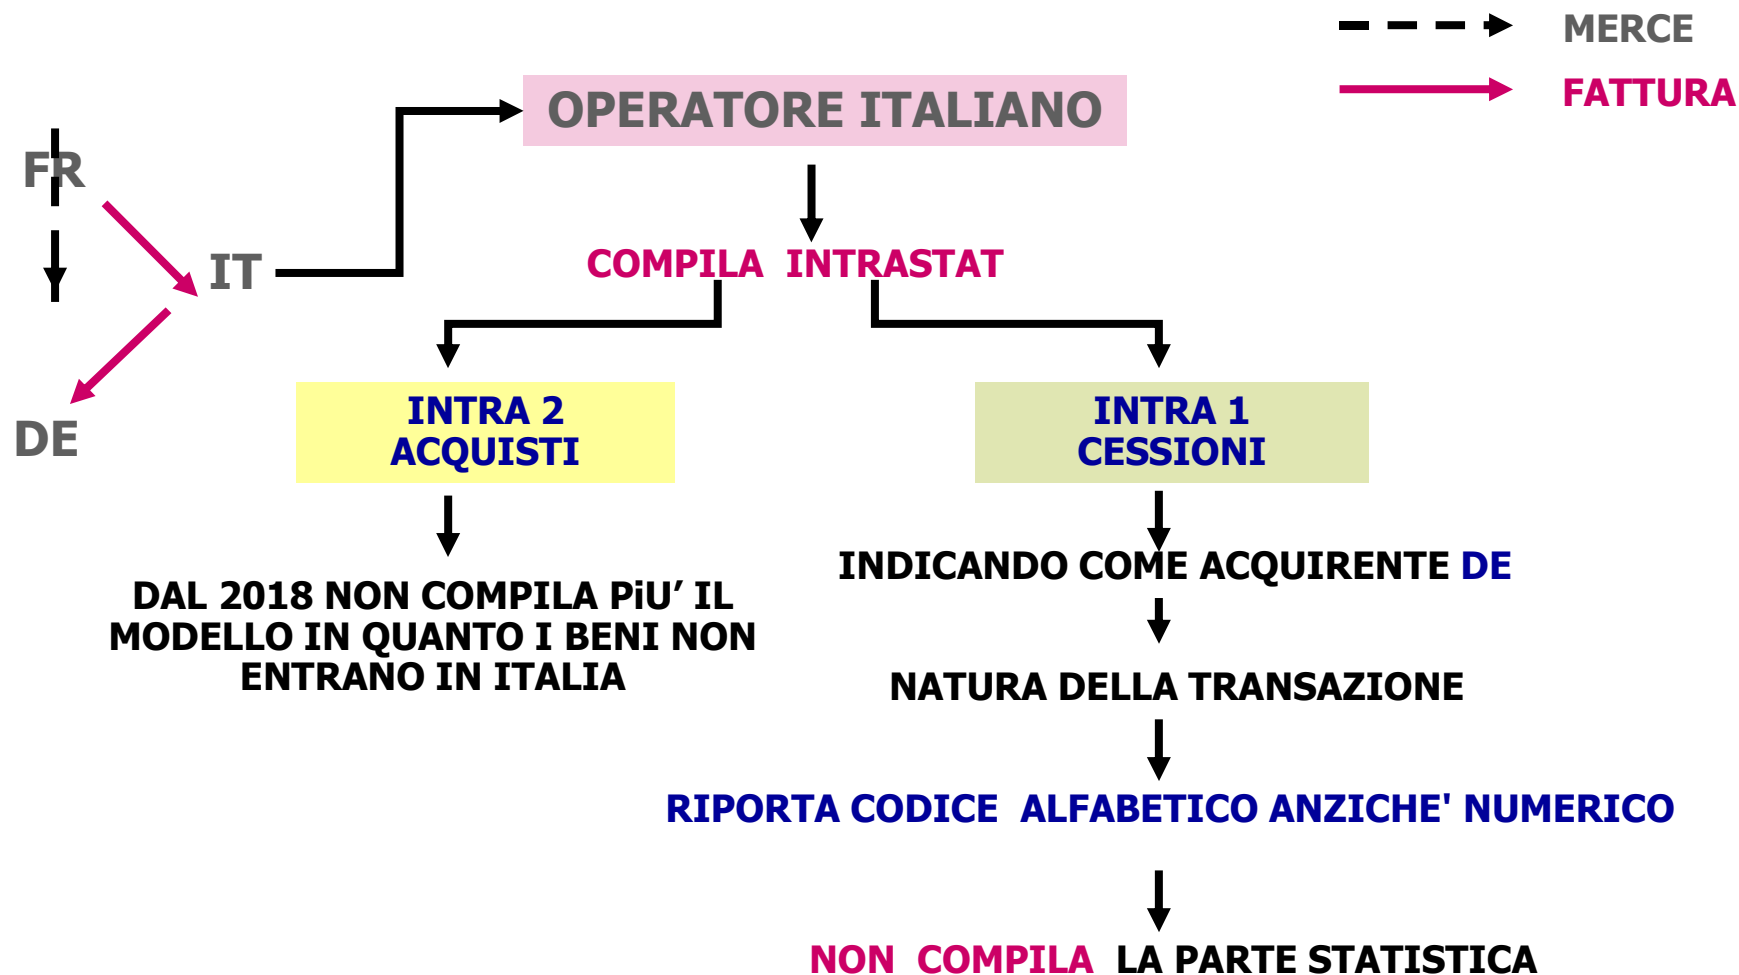 MERCE
FATTURA
OPERATORE ITALIANO
FR
IT
DE
COMPILA INTRASTAT
INTRA 2
ACQUISTI
INTRA 1
CESSIONI
DAL 2018 NON COMPILA PiU’ IL
MODELLO IN QUANTO I BENI NON
ENTRANO IN ITALIA
INDICANDO COME ACQUIRENTE DE
NATURA DELLA TRANSAZIONE
RIPORTA CODICE ALFABETICO ANZICHE' NUMERICO
NON COMPILA LA PARTE STATISTICA